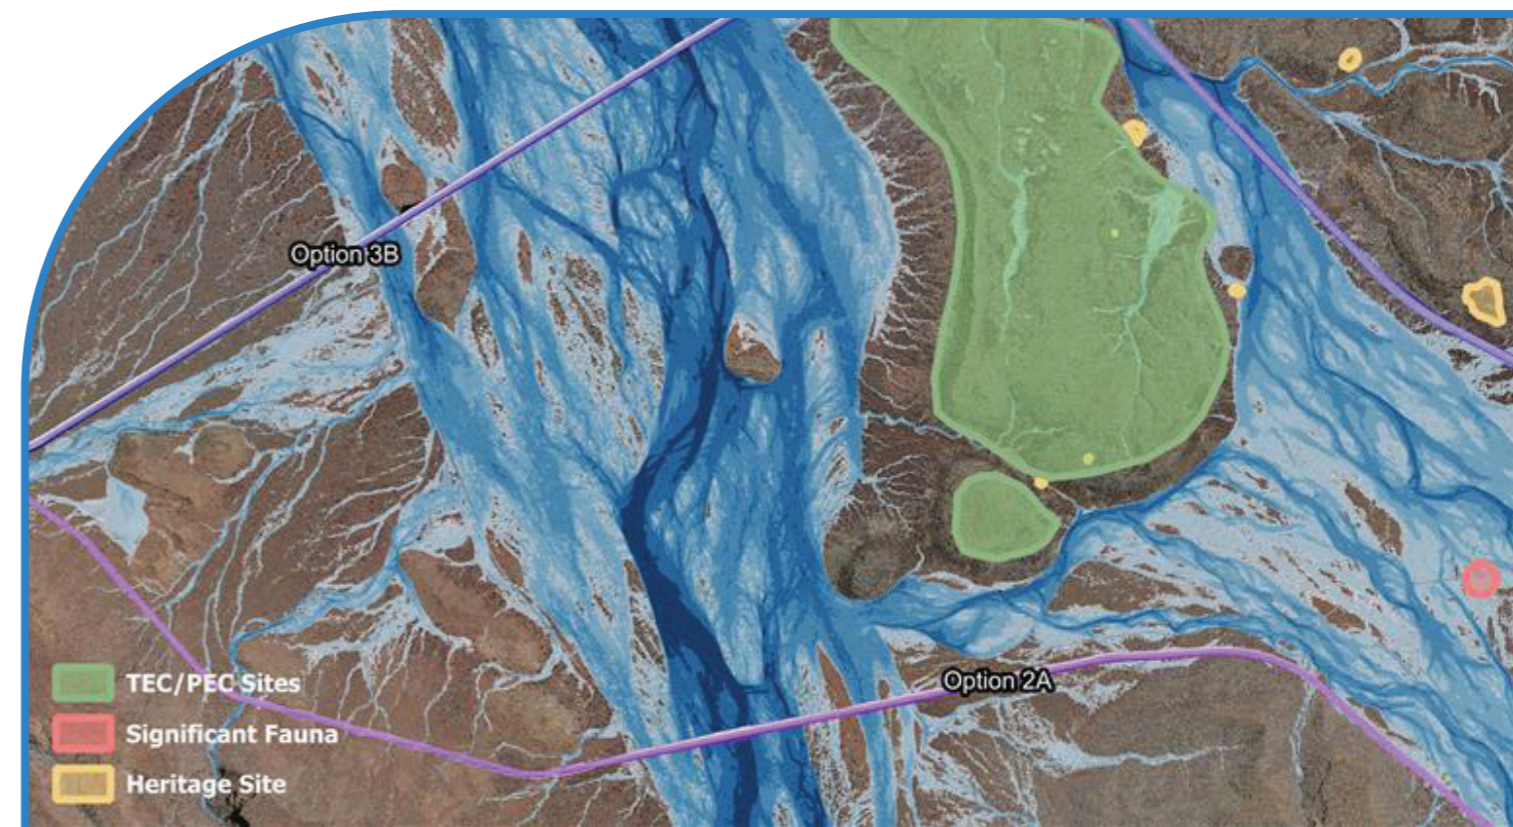 Option 3B
Option 2A
TEC/PEC Sites
Significant Fauna
Heritage Site